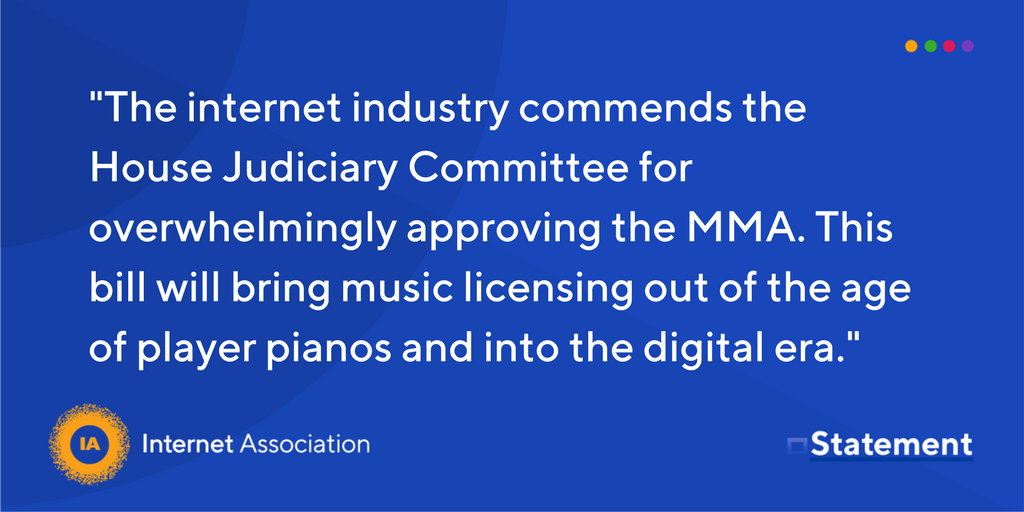 "The internet industry commends the
House Judiciary Committee for
overwhelmingly approving the MMA. This
bill will bring music licensing out of the age
of player pianos and into the digital era."
IA Internet Association
Statement